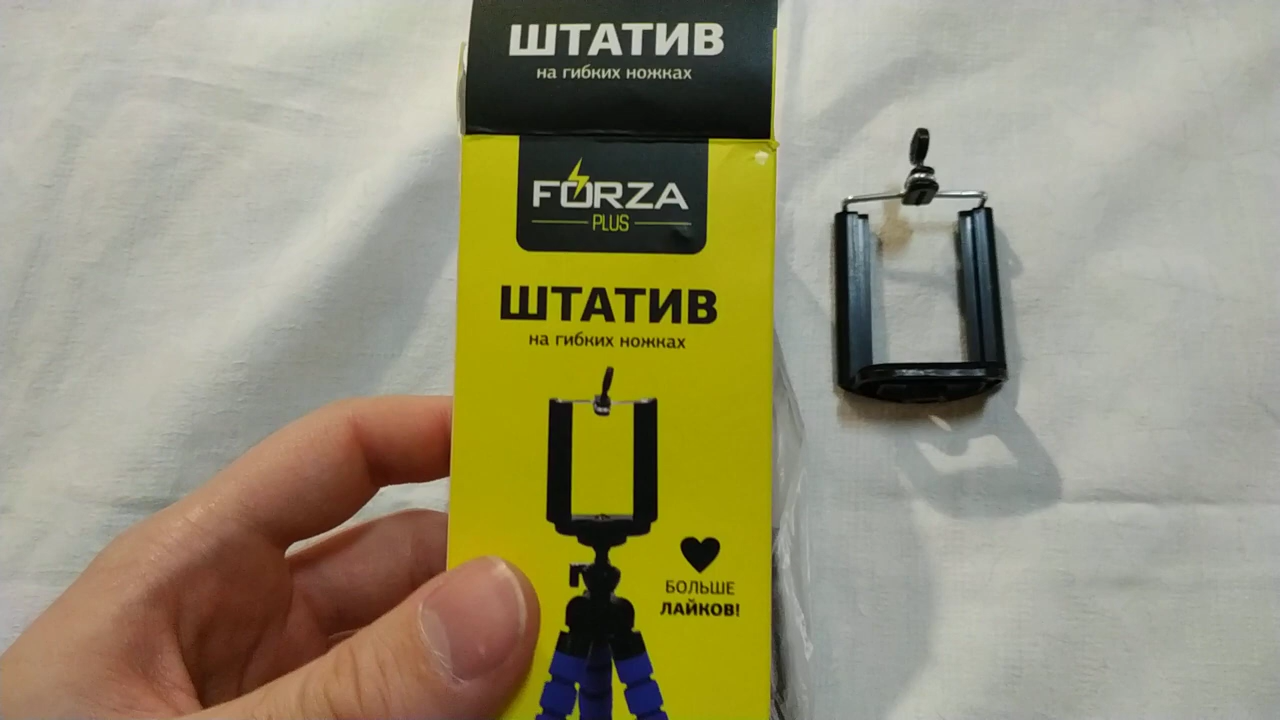 ШТАТИВ
на гибких ножках
FORZA
PLUS
ШТАТИВ
на гибких ножках
БОЛЬШЕ
ЛАЙКОВ!